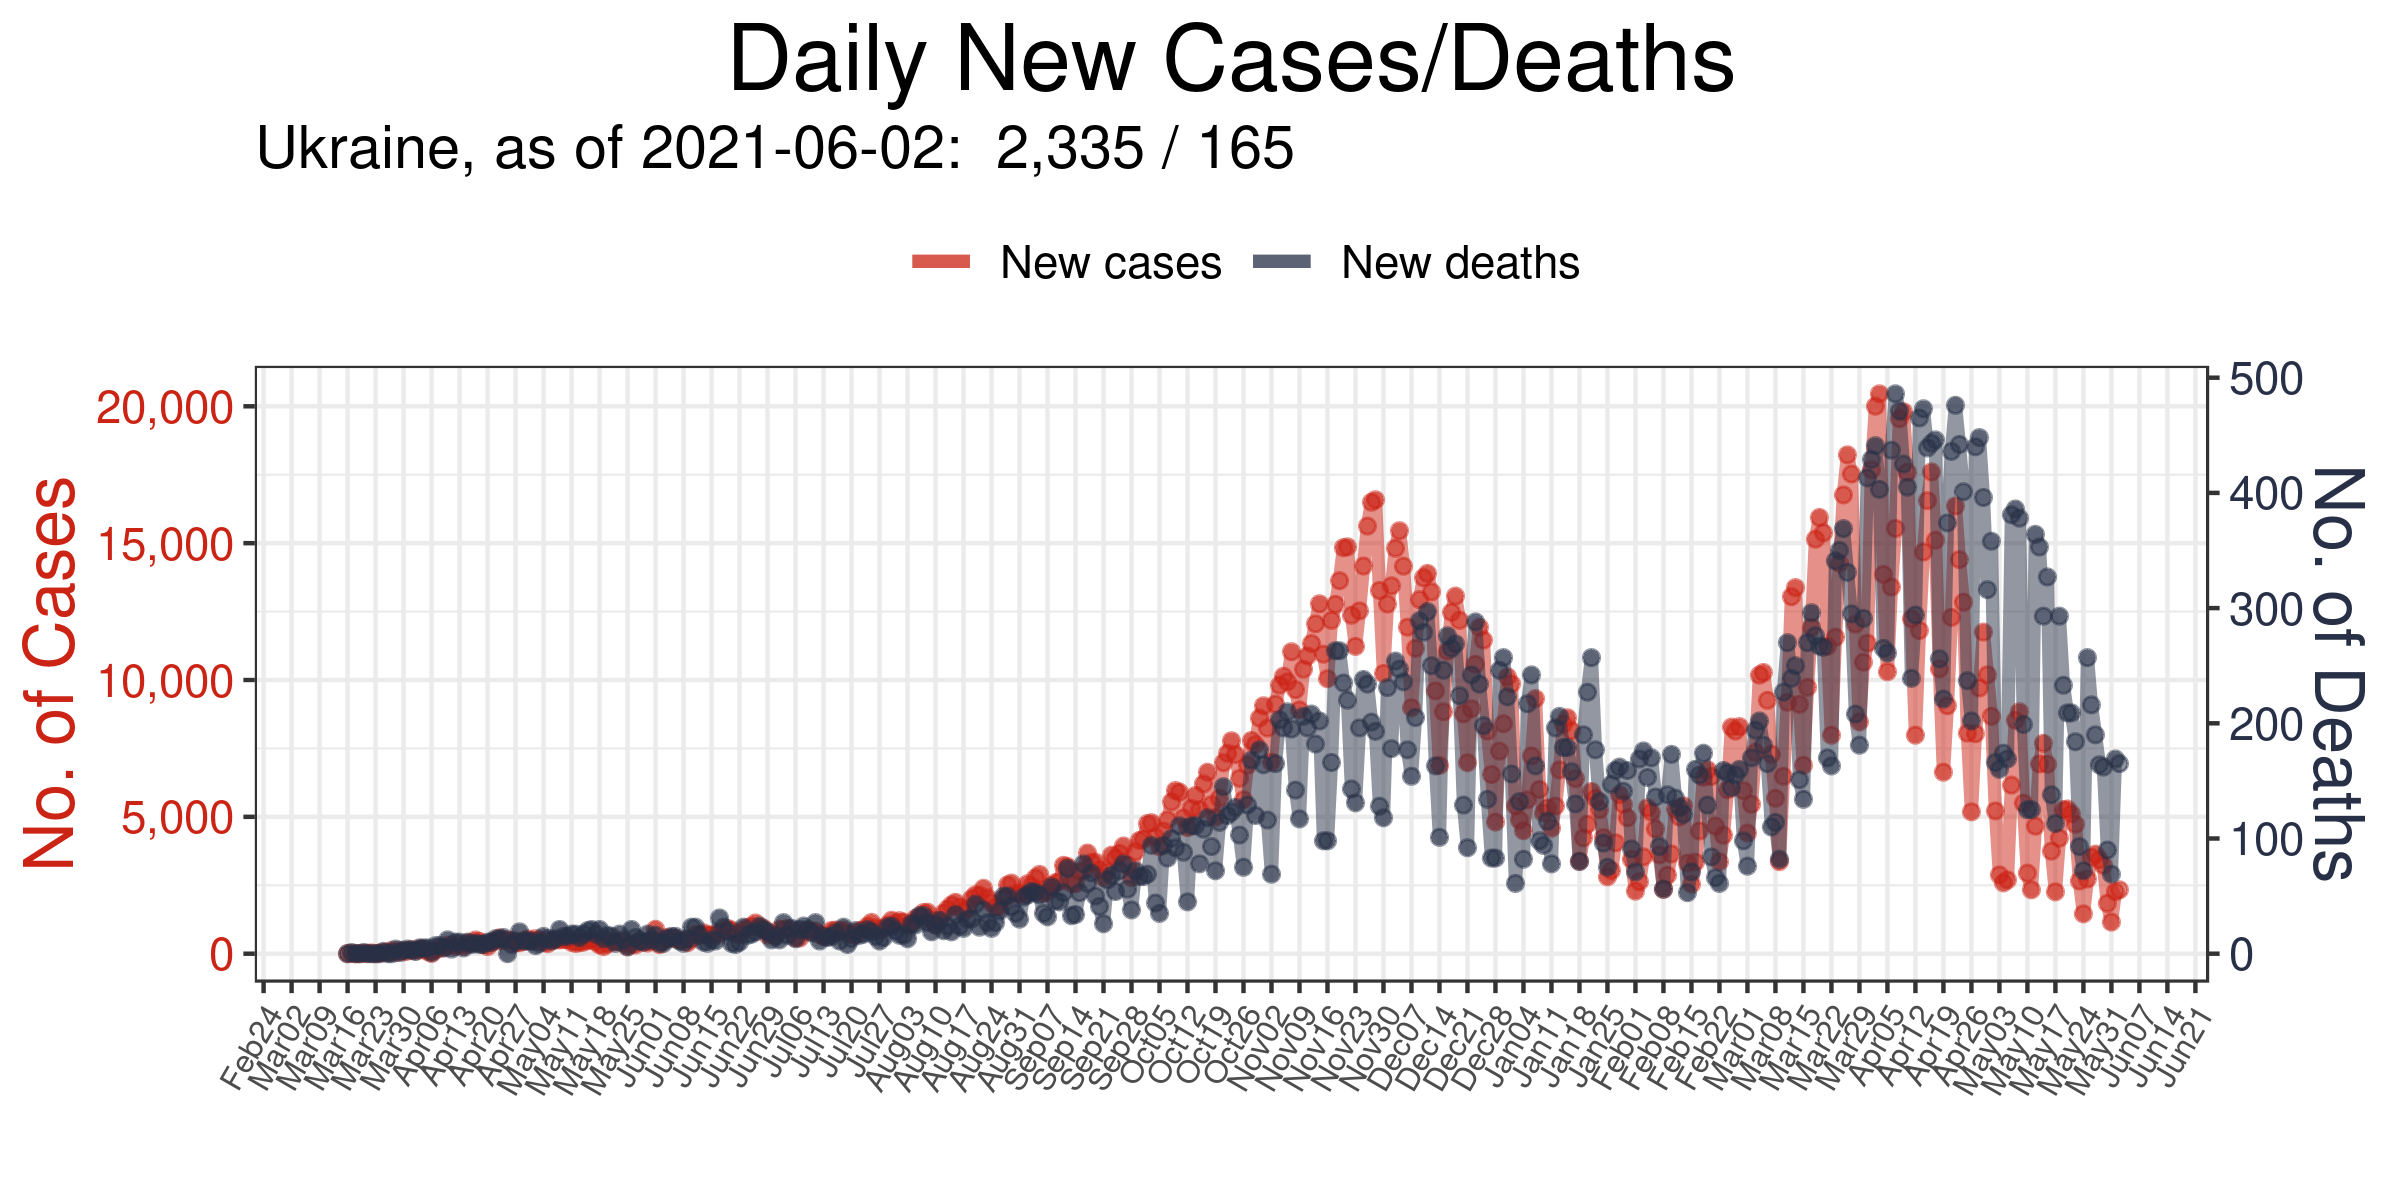 Daily New Cases/Deaths
Ukraine, as of 2021-06-02:  2,335 / 165
New cases New deaths
No. of Cases
20,000
15,000
10,000
5,000
0
500
400
300
200
100
0
No. of Deaths
Feb24 Mar02 Mar09 Mar16 Mar23 Mar30 Apr06 Apr13 Apr20 Apr27 May04 May11 May18 May25 Jun01 Jun08 Jun15 Jun22 Jun29 Jul06 Jul13 Jul20 Jul27 Aug03 Aug10 Aug17 Aug24 Aug31 Sep07 Sep14 Sep21 Sep28 Oct05 Oct12 Oct19 Oct26 Nov02 Nov09 Nov16 Nov23 Nov30 Dec07 Dec14 Dec21 Dec28 Jan04 Jan11 Jan18 Jan25 Feb01 Feb08 Feb15 Feb22 Mar01 Mar08 Mar15 Mar22 Mar29 Apr05 Apr12 Apr19 Apr26 May03 May10 May17 May24 May31 Jun07 Jun14 Jun21